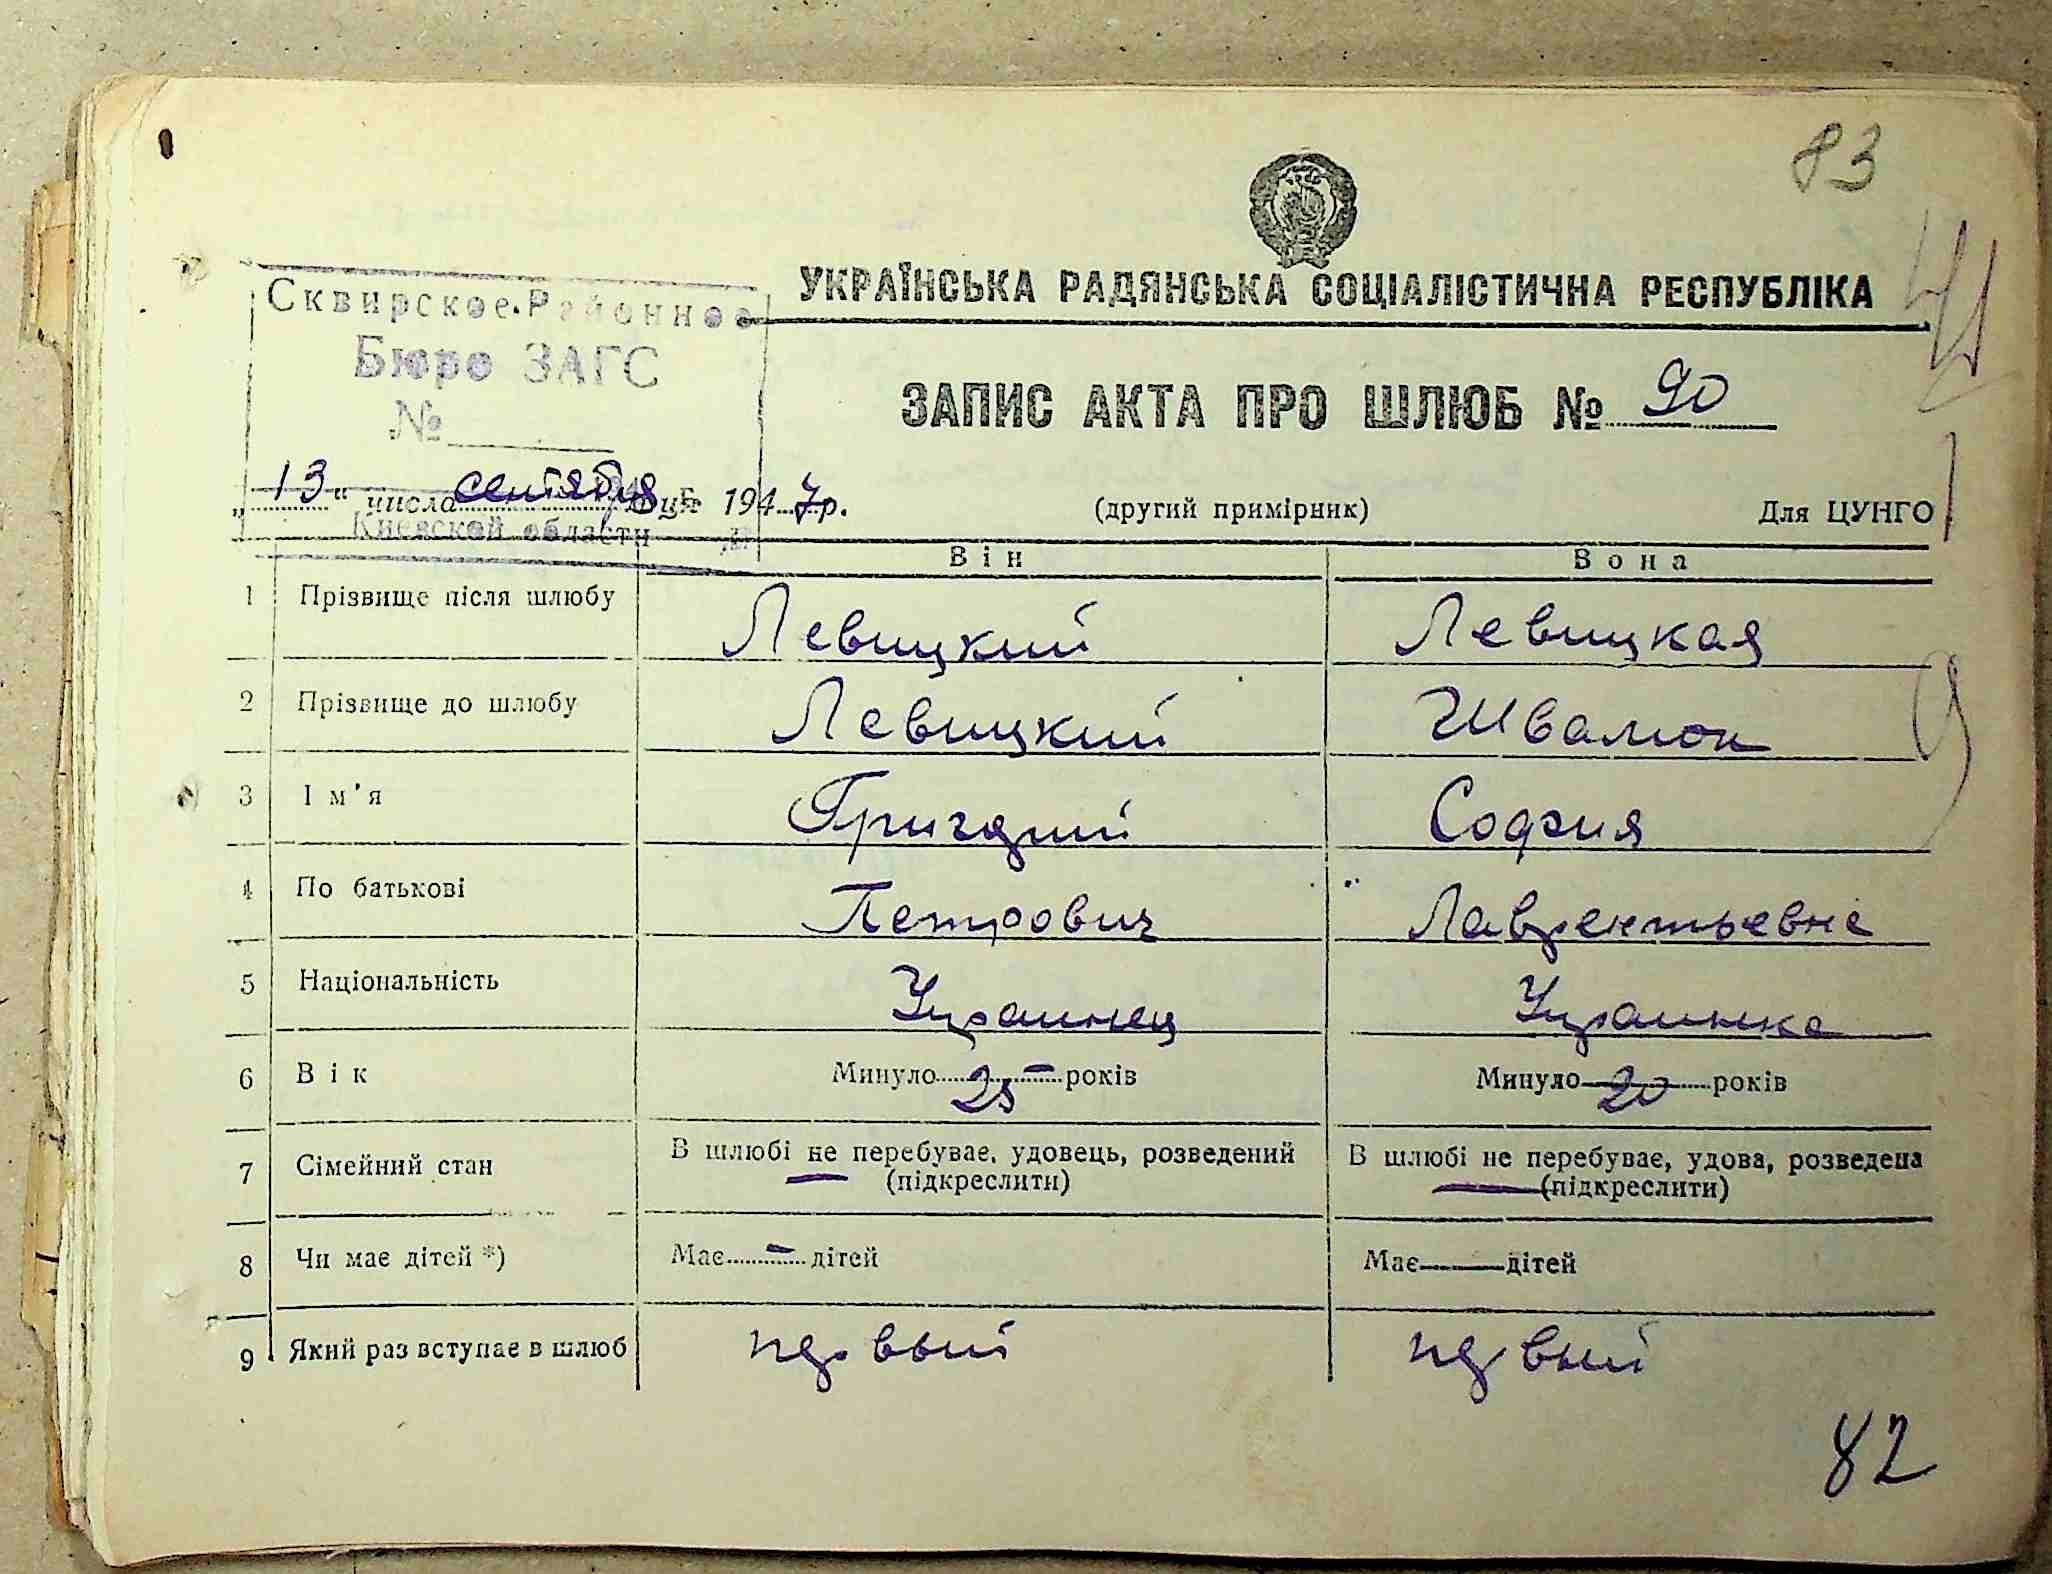 83
УКРАЇНСЬКА РАДЯНСЬКА СОЦІАЛІСТИЧНА РЕСПУБЛІКА
Сквирское Районное
Бюро ЗАГС
№
Киевской области
ЗАПИС АКТА ПРО ШЛЮБ № 90
„13“ числа сентября м-ця 1947 р. (другий примірник) Для ЦУНГО
Він Вона
1 Прізвище після шлюбу Левицкий Левицкая
2 Прізвище до шлюбу Левицкий Швалюк
3 Ім'я Григорий София
4 По батькові Петрович Лаврентьевна
5 Національність Украинец Украинка
6 Вік Минуло 25 років Минуло 20 років
7 Сімейний стан В шлюбі не перебуває, удовець, розведений В шлюбі не перебуває, удова, розведена
(підкреслити) (підкреслити)
8 Чи має дітей *) Має — дітей Має — дітей
9 Який раз вступає в шлюб первый первый
82